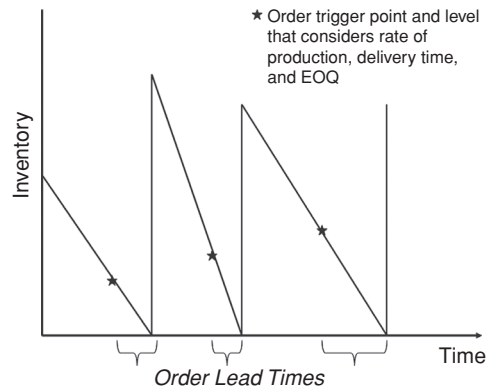 ★ Order trigger point and level
that considers rate of
production, delivery time,
and EOQ
Inventory
Time
Order Lead Times